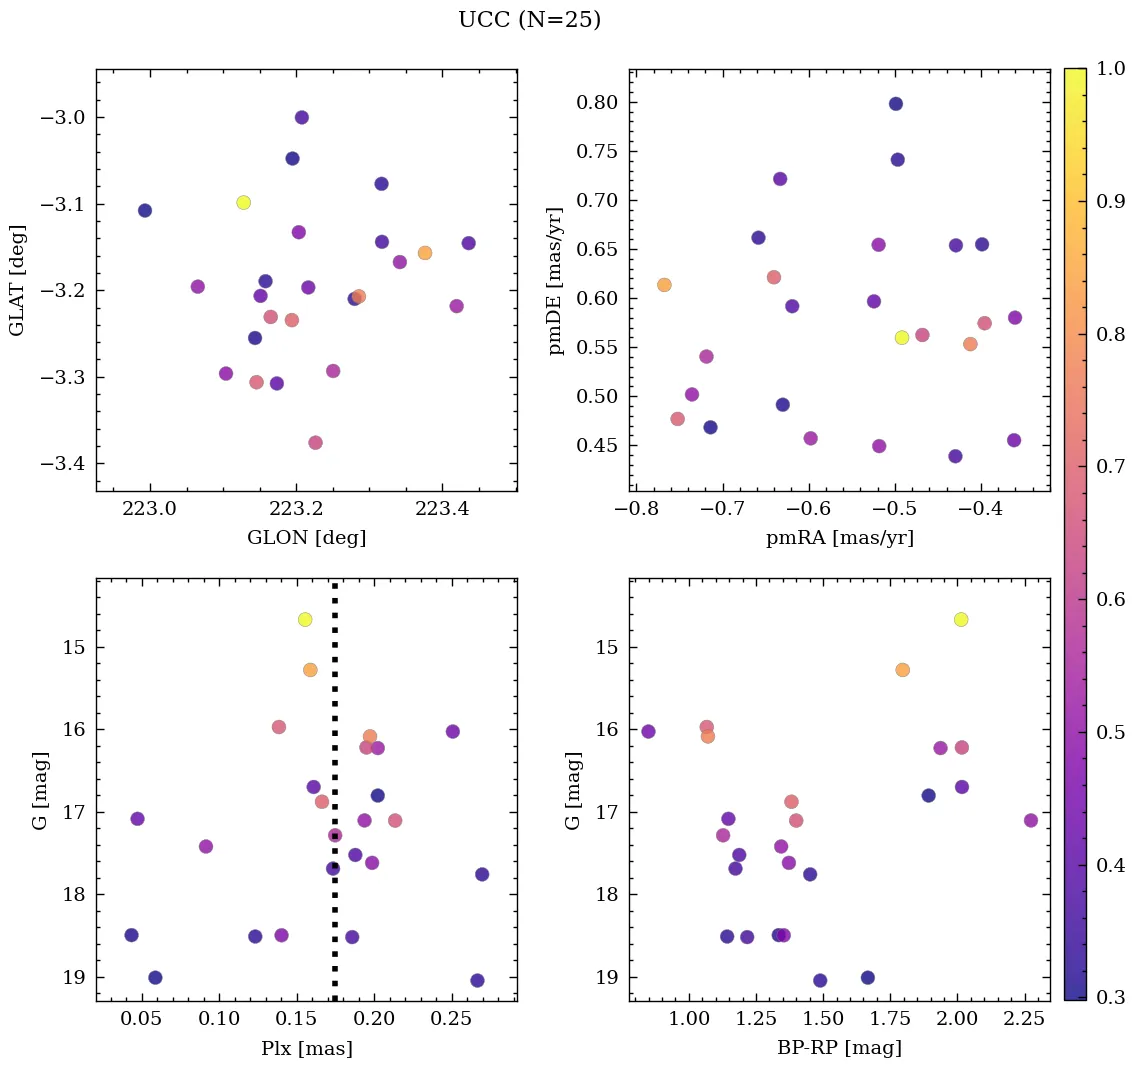 UCC (N=25)
−3.0
−3.1
−3.2
−3.3
−3.4
GLAT [deg]
223.0 223.2 223.4
GLON [deg]
0.80
0.75
0.70
0.65
0.60
0.55
0.50
0.45
pmDE [mas/yr]
−0.8 −0.7 −0.6 −0.5 −0.4
pmRA [mas/yr]
15
16
17
18
19
G [mag]
0.05 0.10 0.15 0.20 0.25
Plx [mas]
15
16
17
18
19
G [mag]
1.00 1.25 1.50 1.75 2.00 2.25
BP-RP [mag]
1.0
0.9
0.8
0.7
0.6
0.5
0.4
0.3